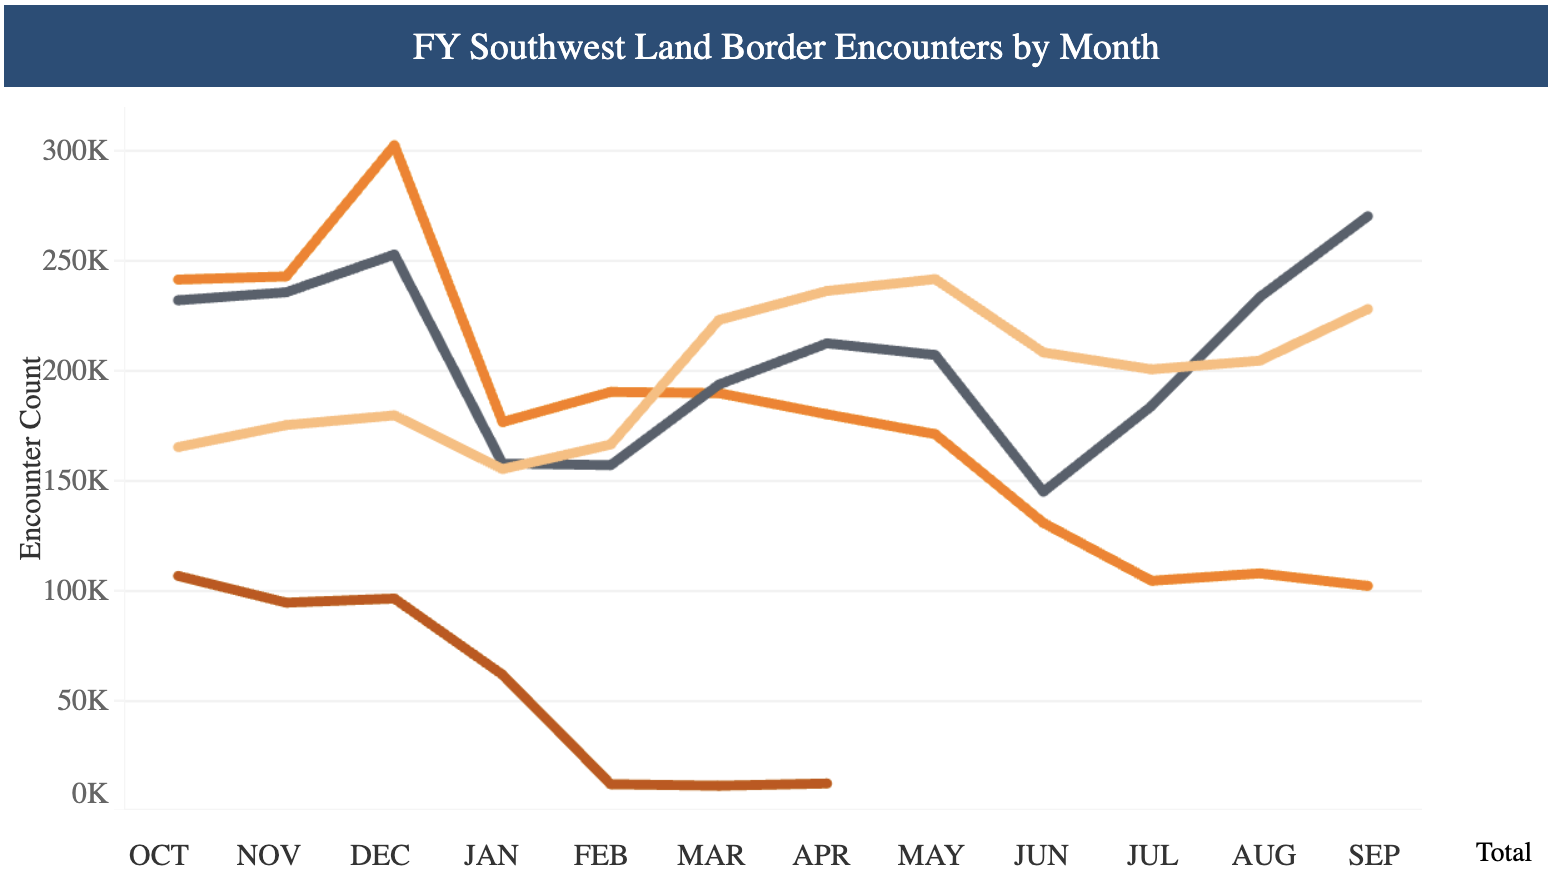 FY Southwest Land Border Encounters by Month
300K
250K
200K
150K
100K
50K
0K
Encounter Count
OCT NOV DEC JAN FEB MAR APR MAY JUN JUL AUG SEP Total